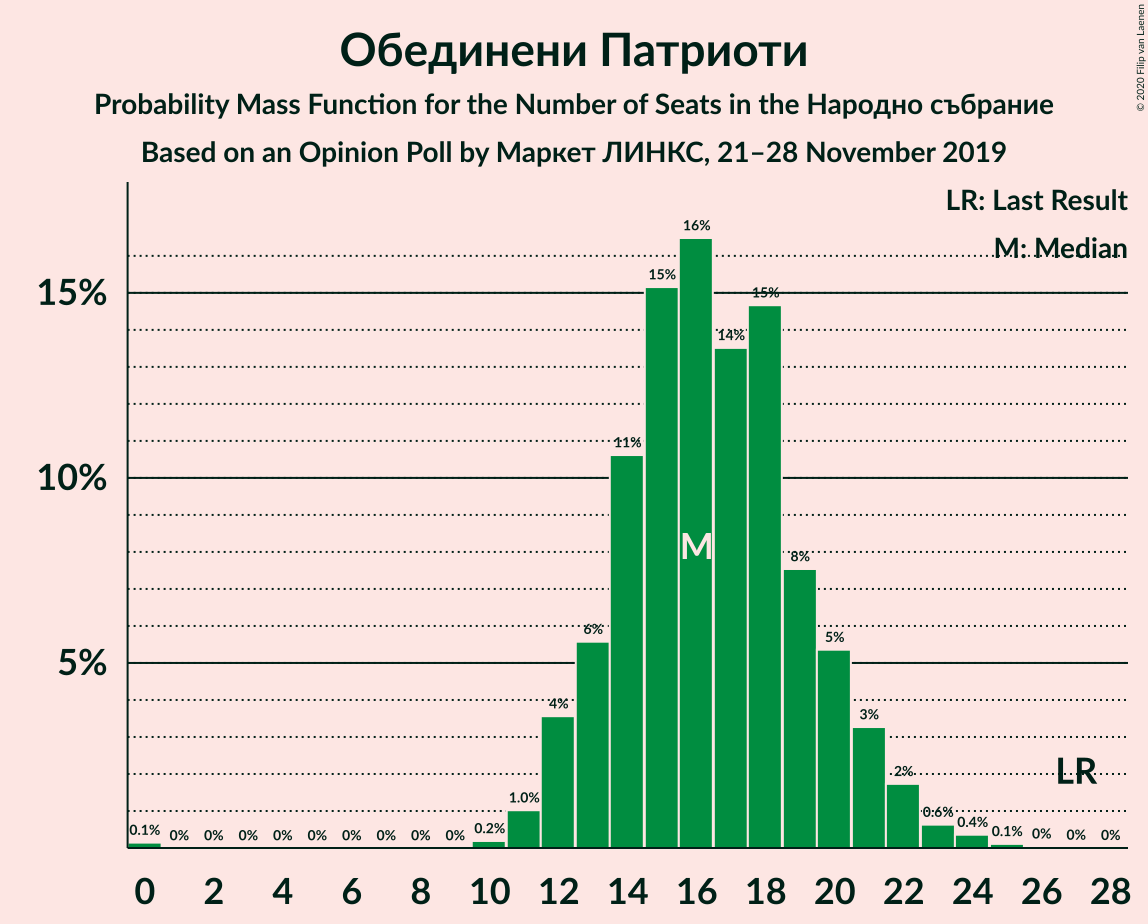 Обединени Патриоти
Probability Mass Function for the Number of Seats in the Народно събрание
Based on an Opinion Poll by Маркет ЛИНКС, 21–28 November 2019
© 2020 Filip van Laenen
LR: Last Result
M: Median
15%
10%
5%
0.1% 0% 0% 0% 0% 0% 0% 0% 0% 0% 0.2% 1.0% 4% 6% 11% 15% 16% 14% 15% 8% 5% 3% 2% 0.6% 0.4% 0.1% 0% 0% 0%
M
LR
0 2 4 6 8 10 12 14 16 18 20 22 24 26 28